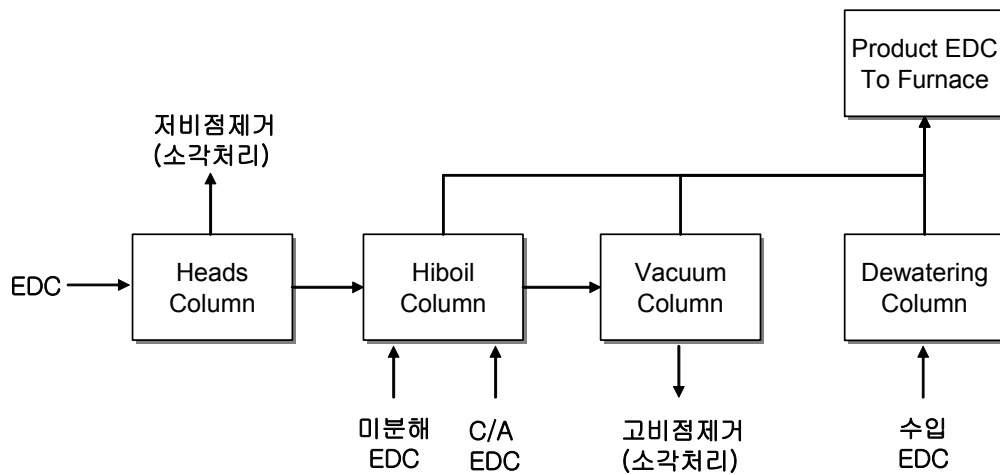 Product EDC
To Furnace
저비점제거
(소각처리)
EDC
Heads
Column
Hiboil
Column
Vacuum
Column
Dewatering
Column
미분해
EDC
C/A
EDC
고비점제거
(소각처리)
수입
EDC